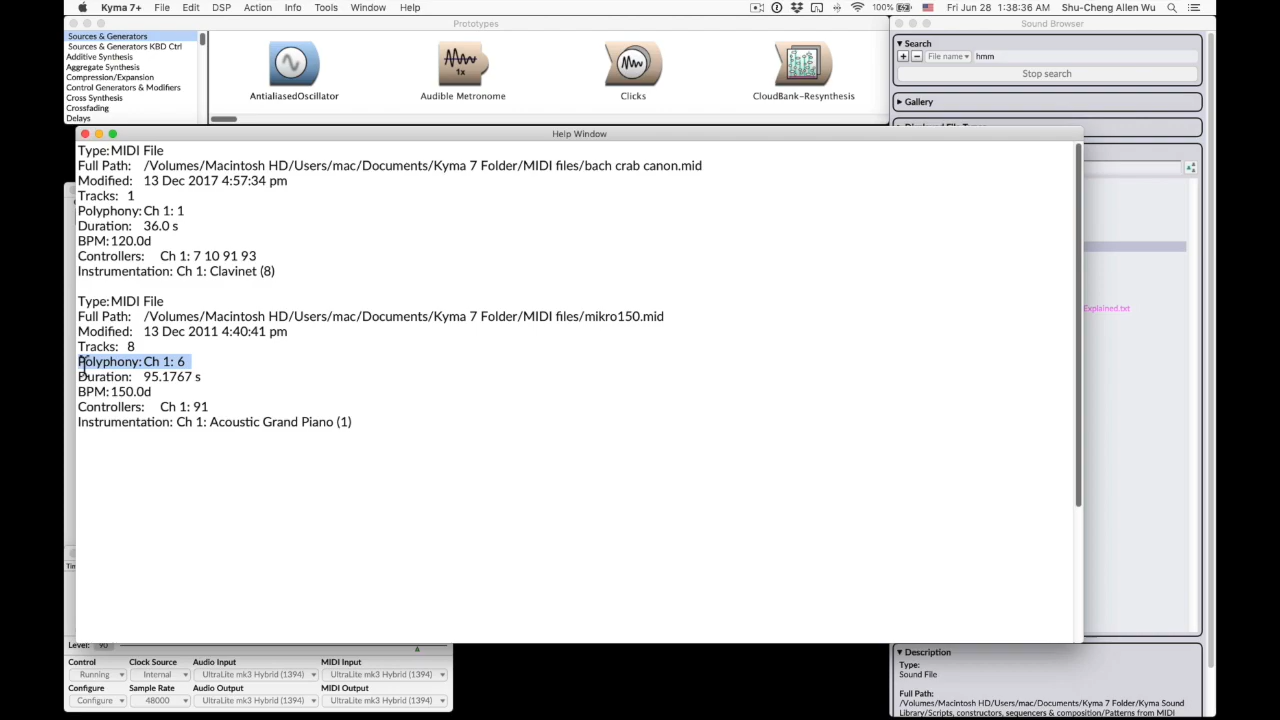 Kyma 7+ File Edit DSP Action Info Tools Window Help 100% Fri Jun 28 1:38:36 AM Shu-Cheng Allen Wu
Prototypes
Sources & Generators
Sources & Generators KBD Ctrl
Additive Synthesis
Aggregate Synthesis
Compression/Expansion
Control Generators & Modifiers
Cross Synthesis
Crossfading
Delays
1x
AntialiasedOscillator Audible Metronome Clicks CloudBank-Resynthesis
Sound Browser
Search
File name hmm
Stop search
Gallery
Help Window
Type: MIDI File
Full Path: /Volumes/Macintosh HD/Users/mac/Documents/Kyma 7 Folder/MIDI files/bach crab canon.mid
Modified: 13 Dec 2017 4:57:34 pm
Tracks: 1
Polyphony: Ch 1: 1
Duration: 36.0 s
BPM: 120.0d
Controllers: Ch 1: 7 10 91 93
Instrumentation: Ch 1: Clavinet (8)
Type: MIDI File
Full Path: /Volumes/Macintosh HD/Users/mac/Documents/Kyma 7 Folder/MIDI files/mikro150.mid
Modified: 13 Dec 2011 4:40:41 pm
Tracks: 8
Polyphony: Ch 1: 6
Duration: 95.1767 s
BPM: 150.0d
Controllers: Ch 1: 91
Instrumentation: Ch 1: Acoustic Grand Piano (1)
Explained.txt
Level: 90
Control Clock Source Audio Input MIDI Input
Running Internal UltraLite mk3 Hybrid (1394) UltraLite mk3 Hybrid (1394)
Configure Sample Rate Audio Output MIDI Output
Configure 48000 UltraLite mk3 Hybrid (1394) UltraLite mk3 Hybrid (1394)
Description
Type:
Sound File
Full Path:
/Volumes/Macintosh HD/Users/mac/Documents/Kyma 7 Folder/Kyma Sound
Library/Scripts, constructors, sequencers & composition/Patterns from MIDI